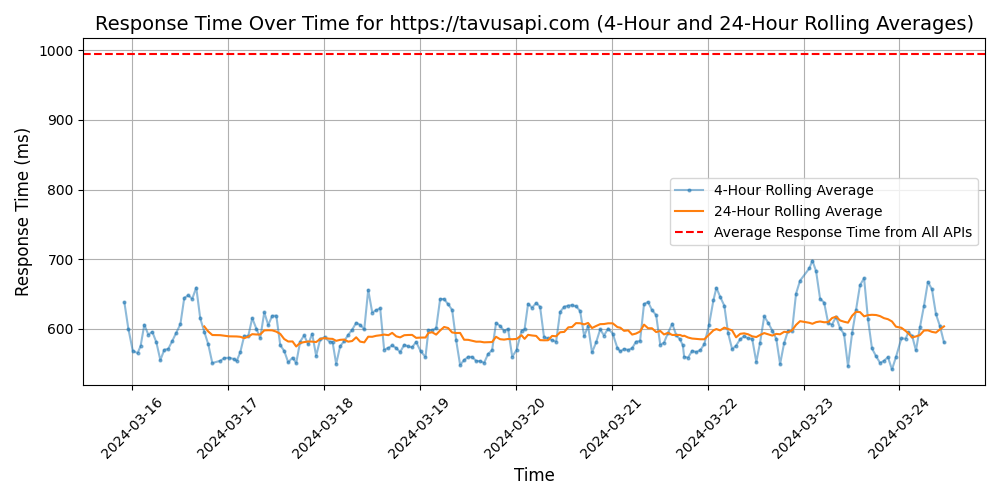 Response Time Over Time for https://tavusapi.com (4-Hour and 24-Hour Rolling Averages)
Response Time (ms)
1000
900
800
700
600
4-Hour Rolling Average
24-Hour Rolling Average
Average Response Time from All APIs
2024-03-16
2024-03-17
2024-03-18
2024-03-19
2024-03-20
2024-03-21
2024-03-22
2024-03-23
2024-03-24
Time